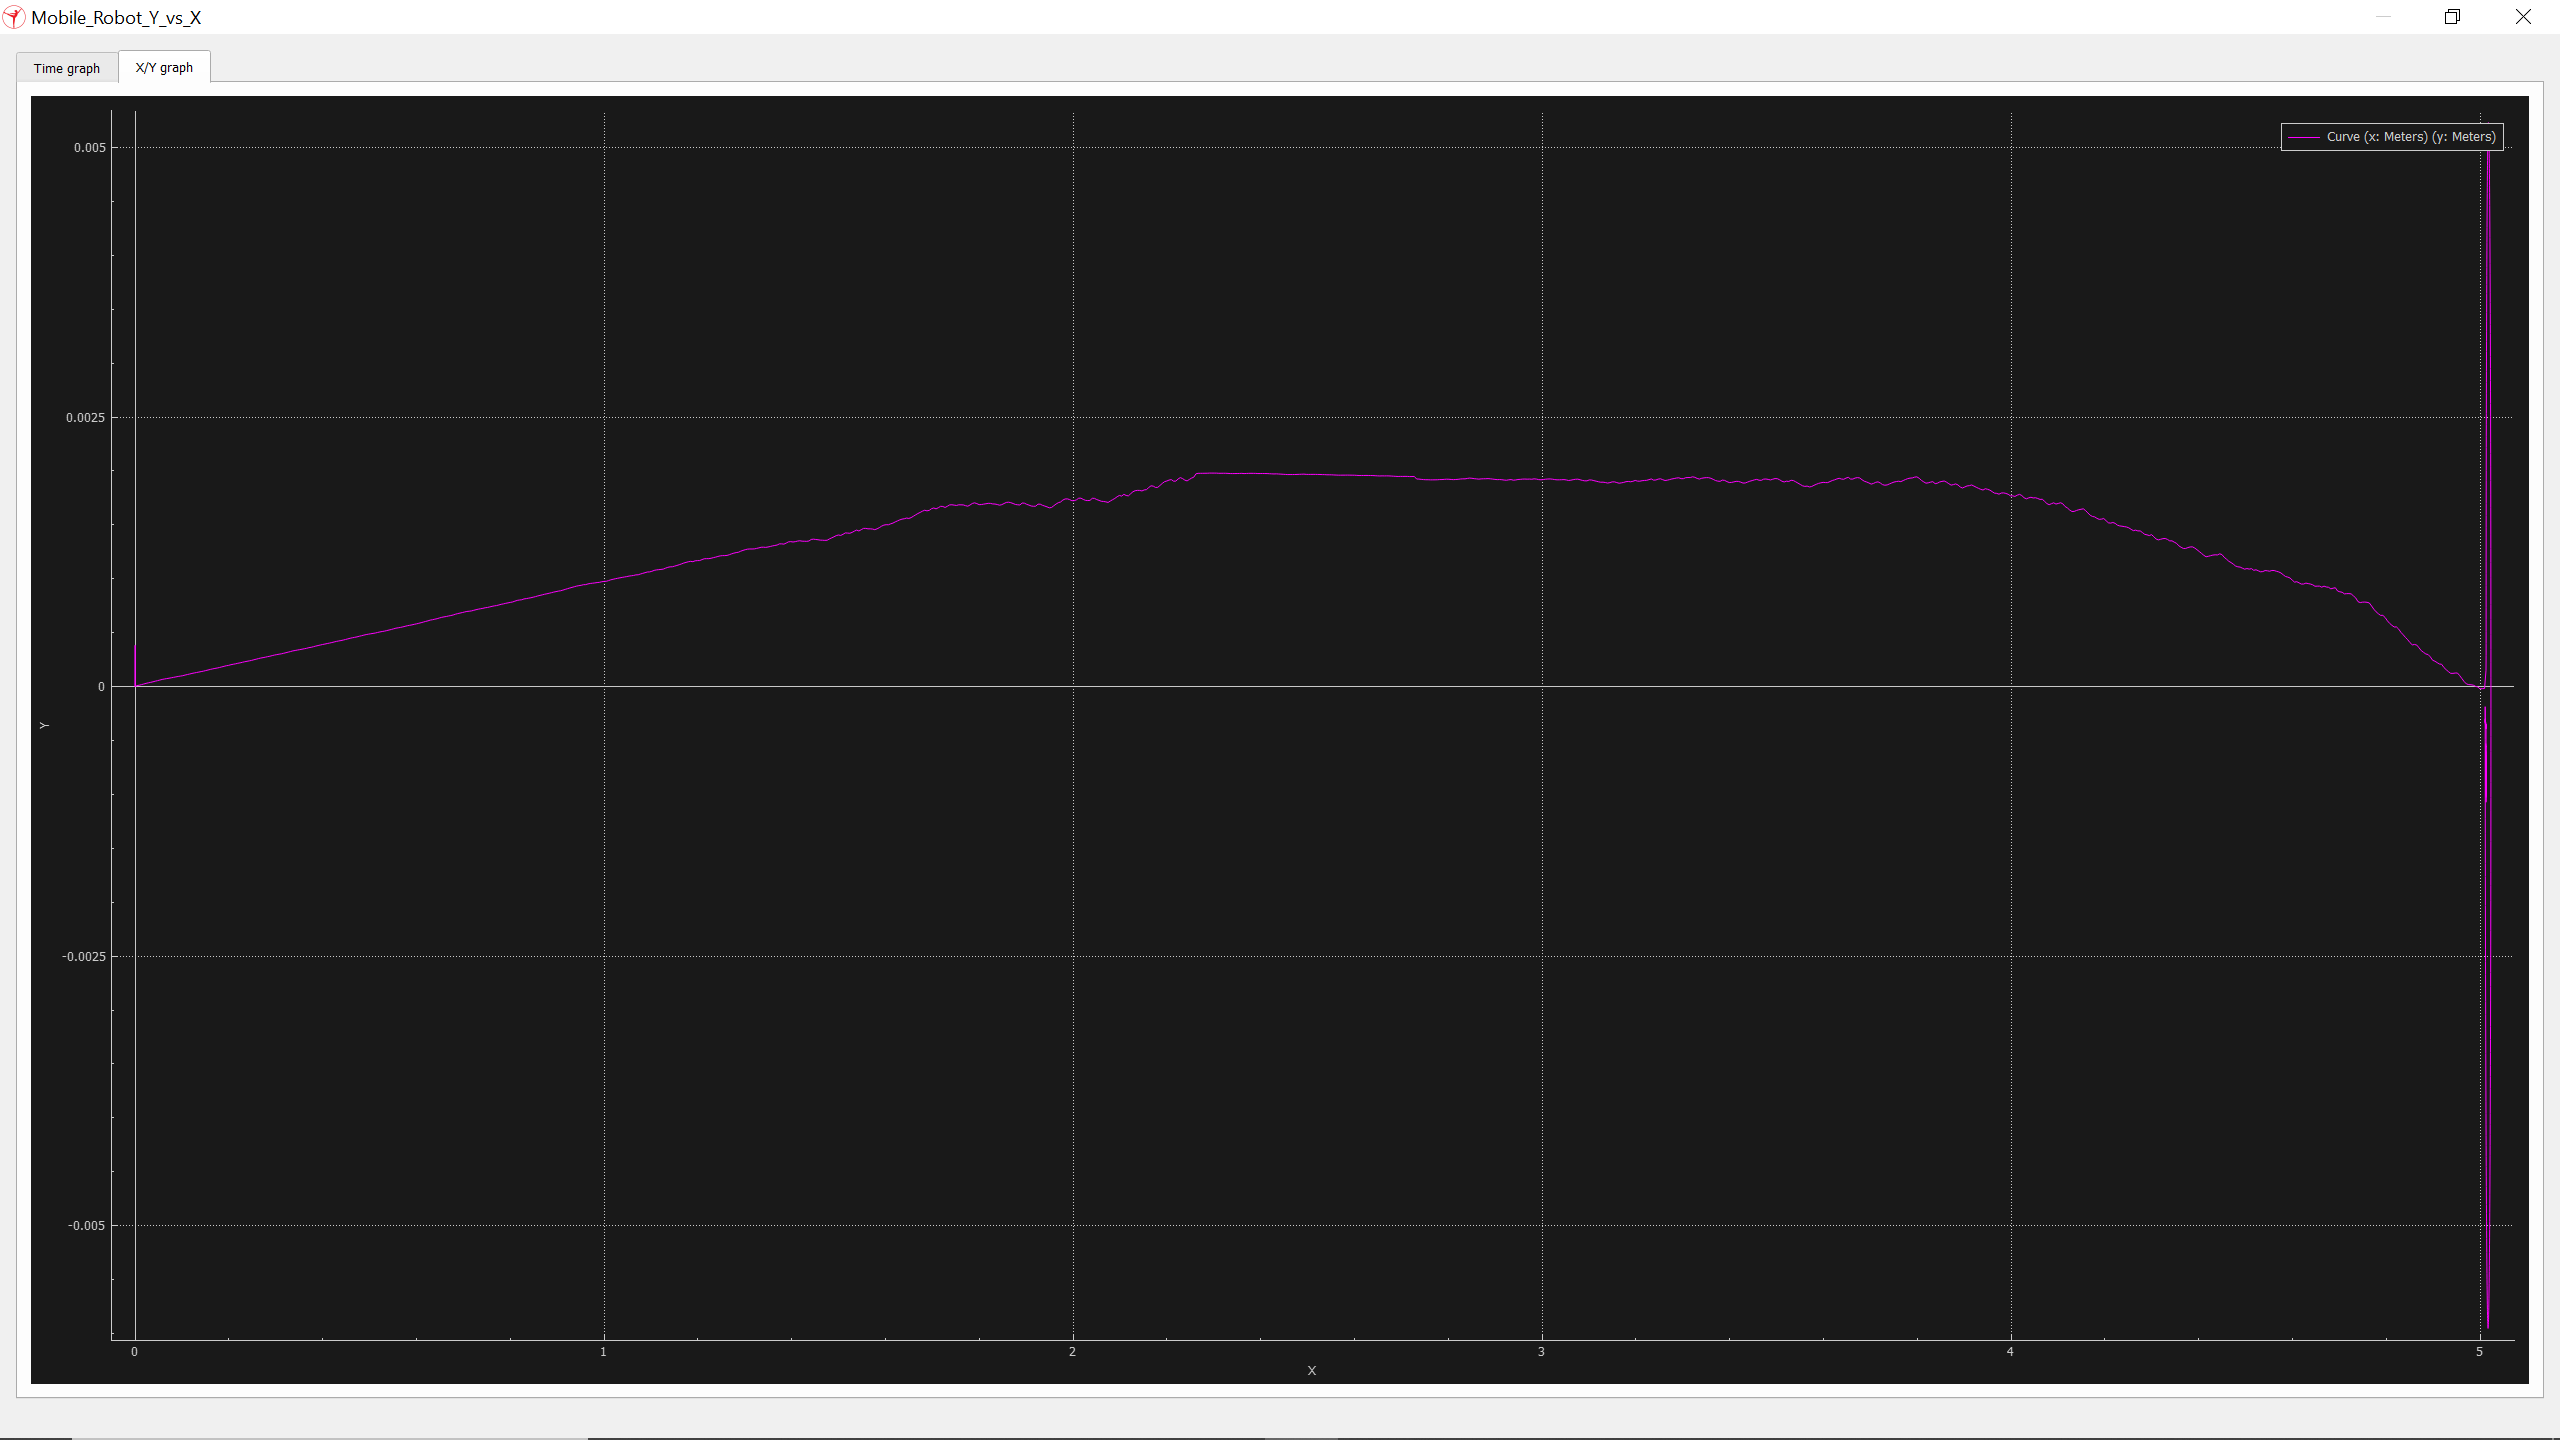 Mobile_Robot_Y_vs_X
Time graph
X/Y graph
Curve (x: Meters) (y: Meters)
0.005
0.0025
0
Y
-0.0025
-0.005
0 1 2 3 4 5
X